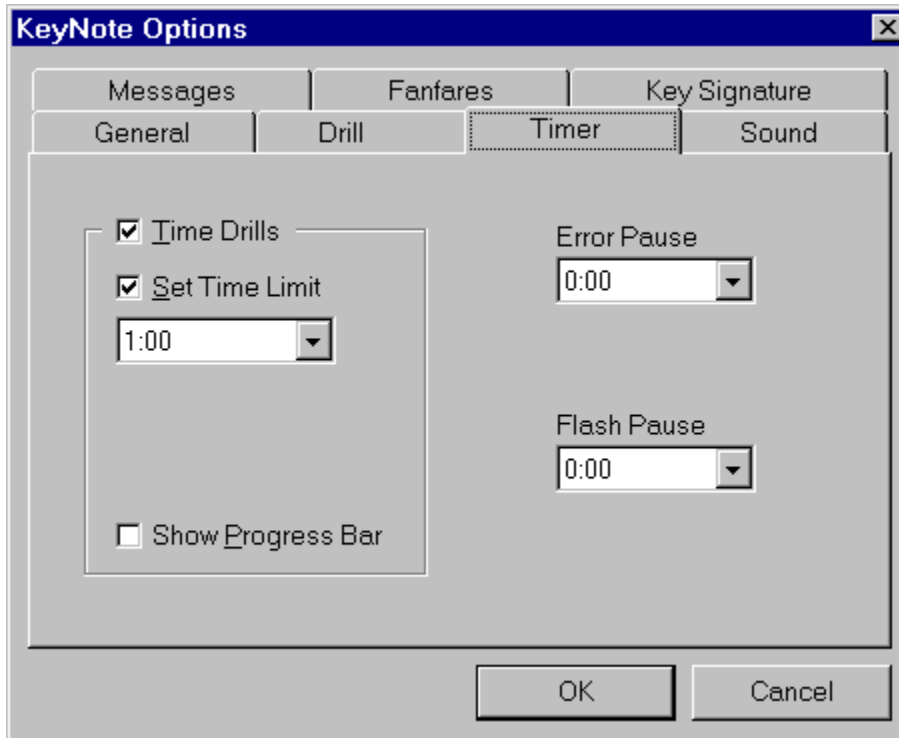 KeyNote Options
Messages Fanfares Key Signature
General Drill Timer Sound
Time Drills
Set Time Limit
1:00
Show Progress Bar
Error Pause
0:00
Flash Pause
0:00
OK Cancel